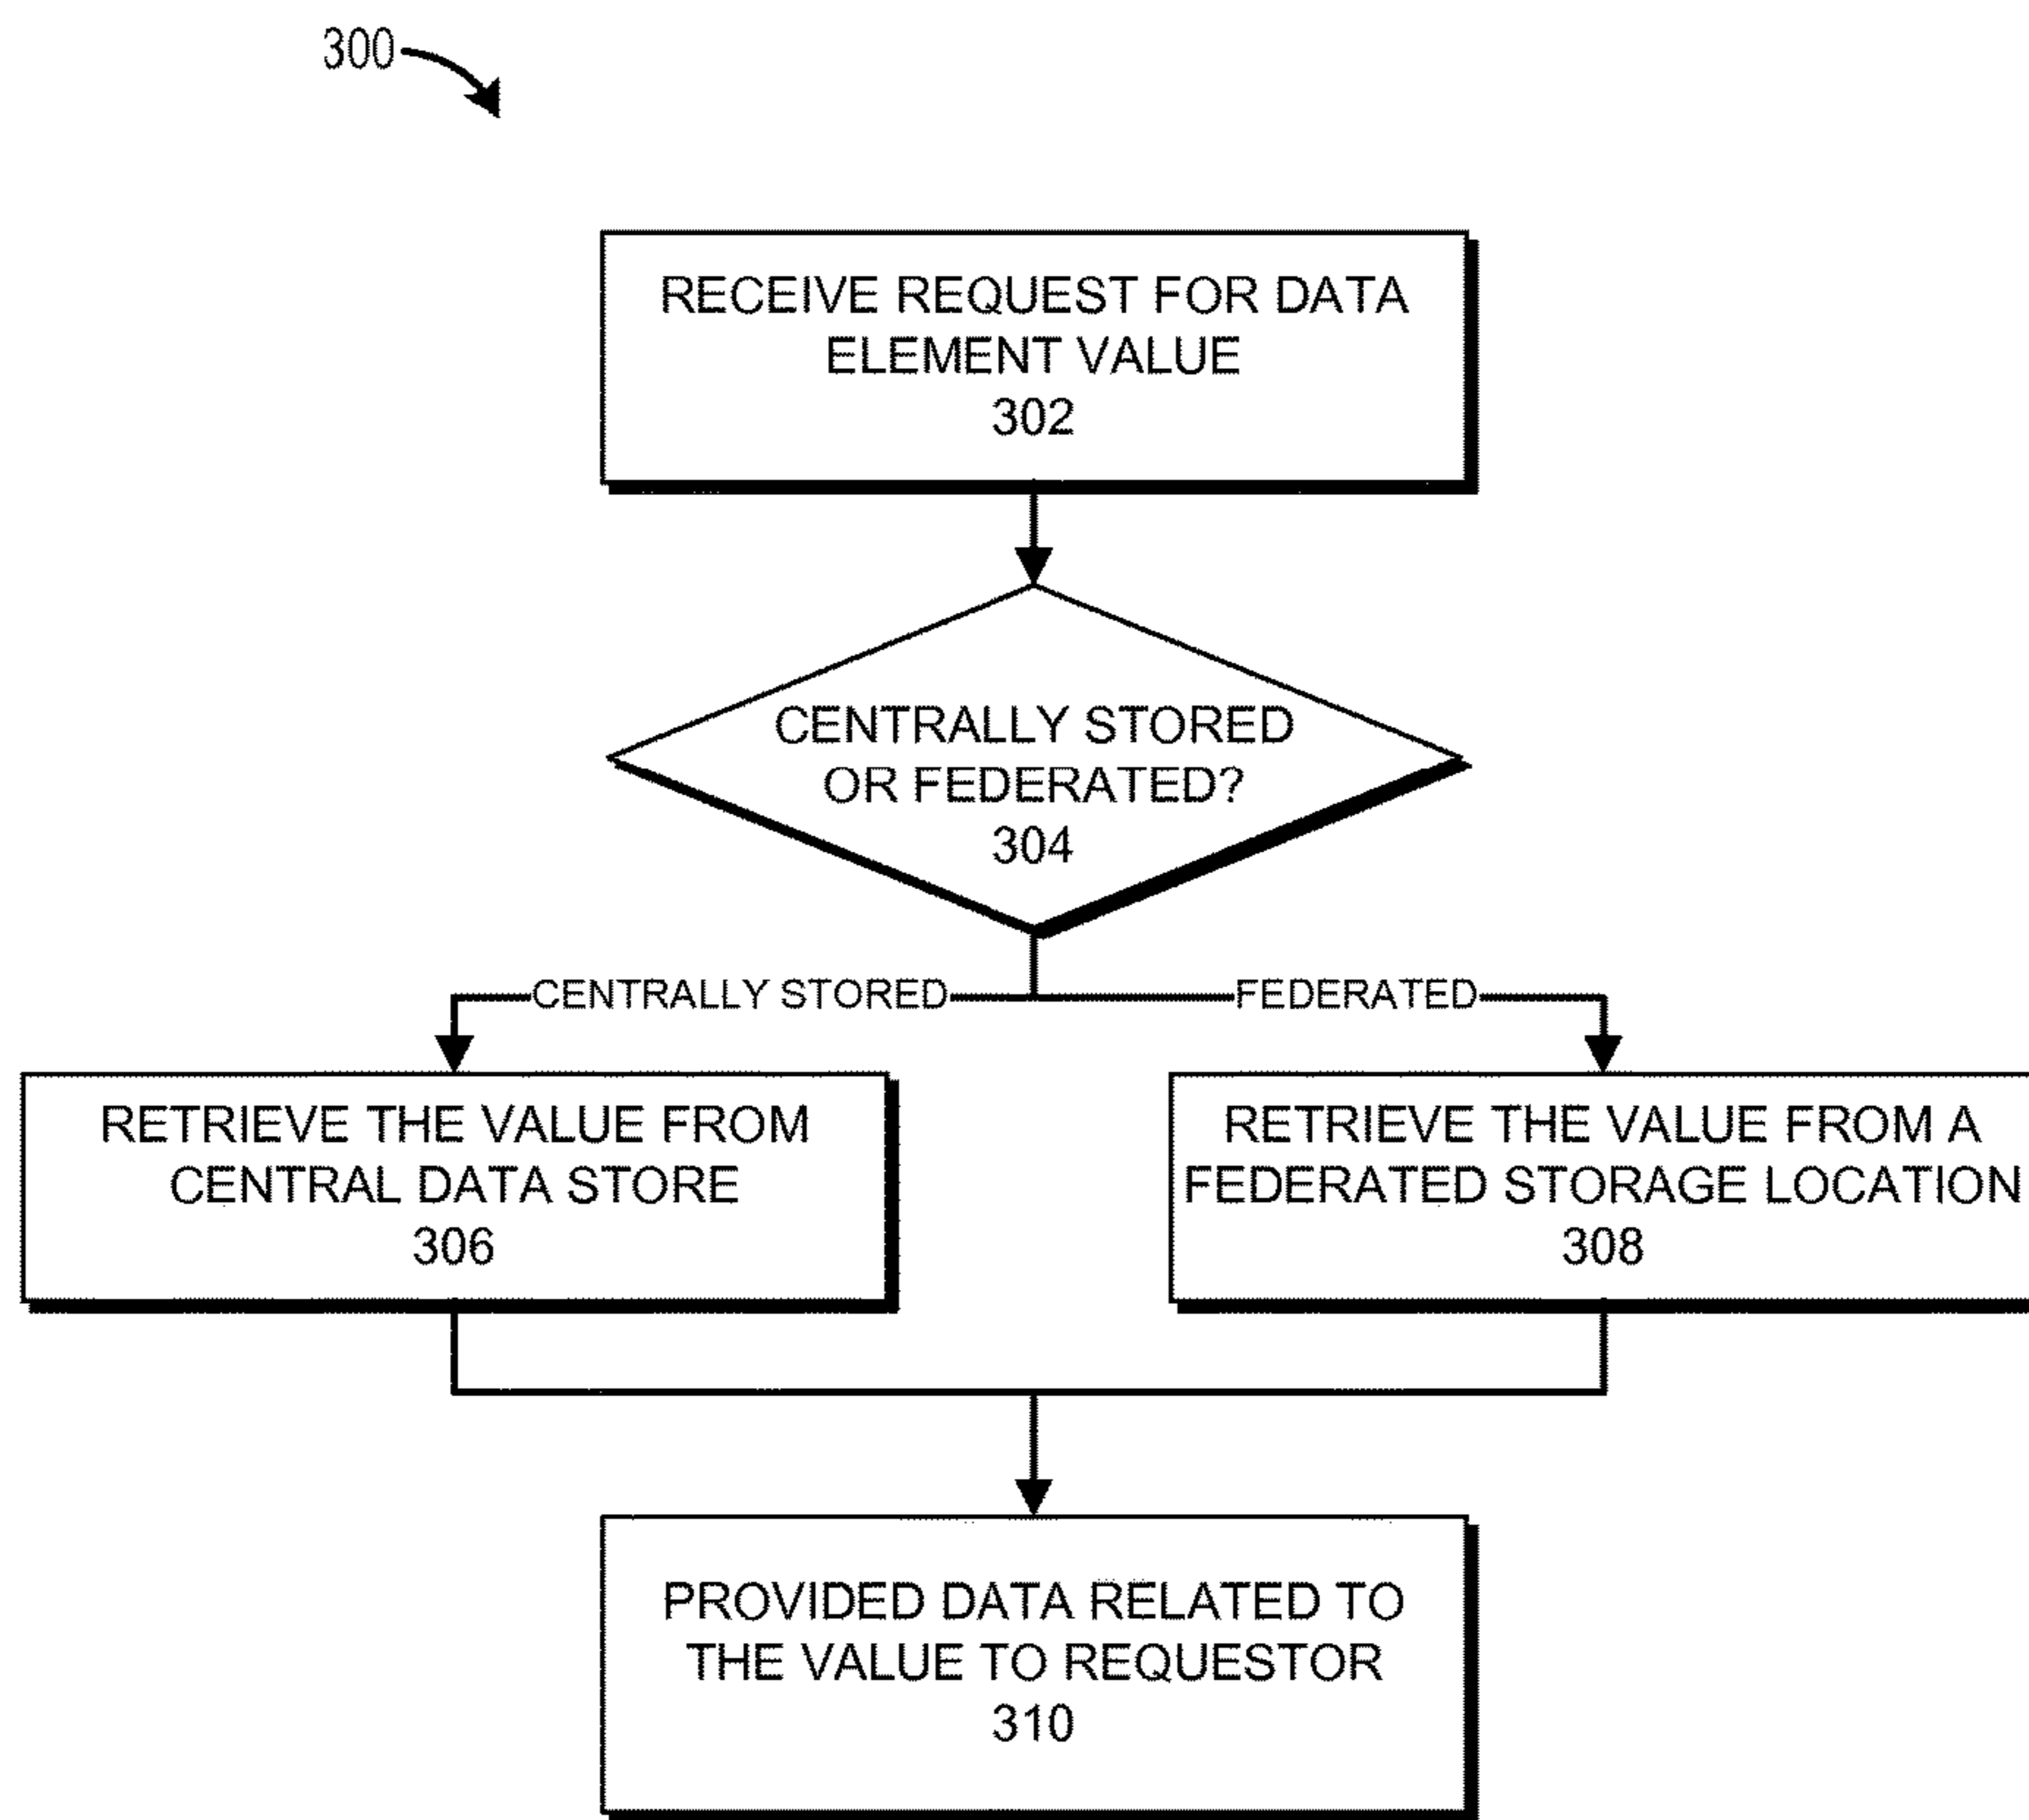 300
RECEIVE REQUEST FOR DATA
ELEMENT VALUE
302
CENTRALLY STORED
OR FEDERATED?
304
CENTRALLY STORED
FEDERATED
RETRIEVE THE VALUE FROM
CENTRAL DATA STORE
306
RETRIEVE THE VALUE FROM A
FEDERATED STORAGE LOCATION
308
PROVIDED DATA RELATED TO
THE VALUE TO REQUESTOR
310